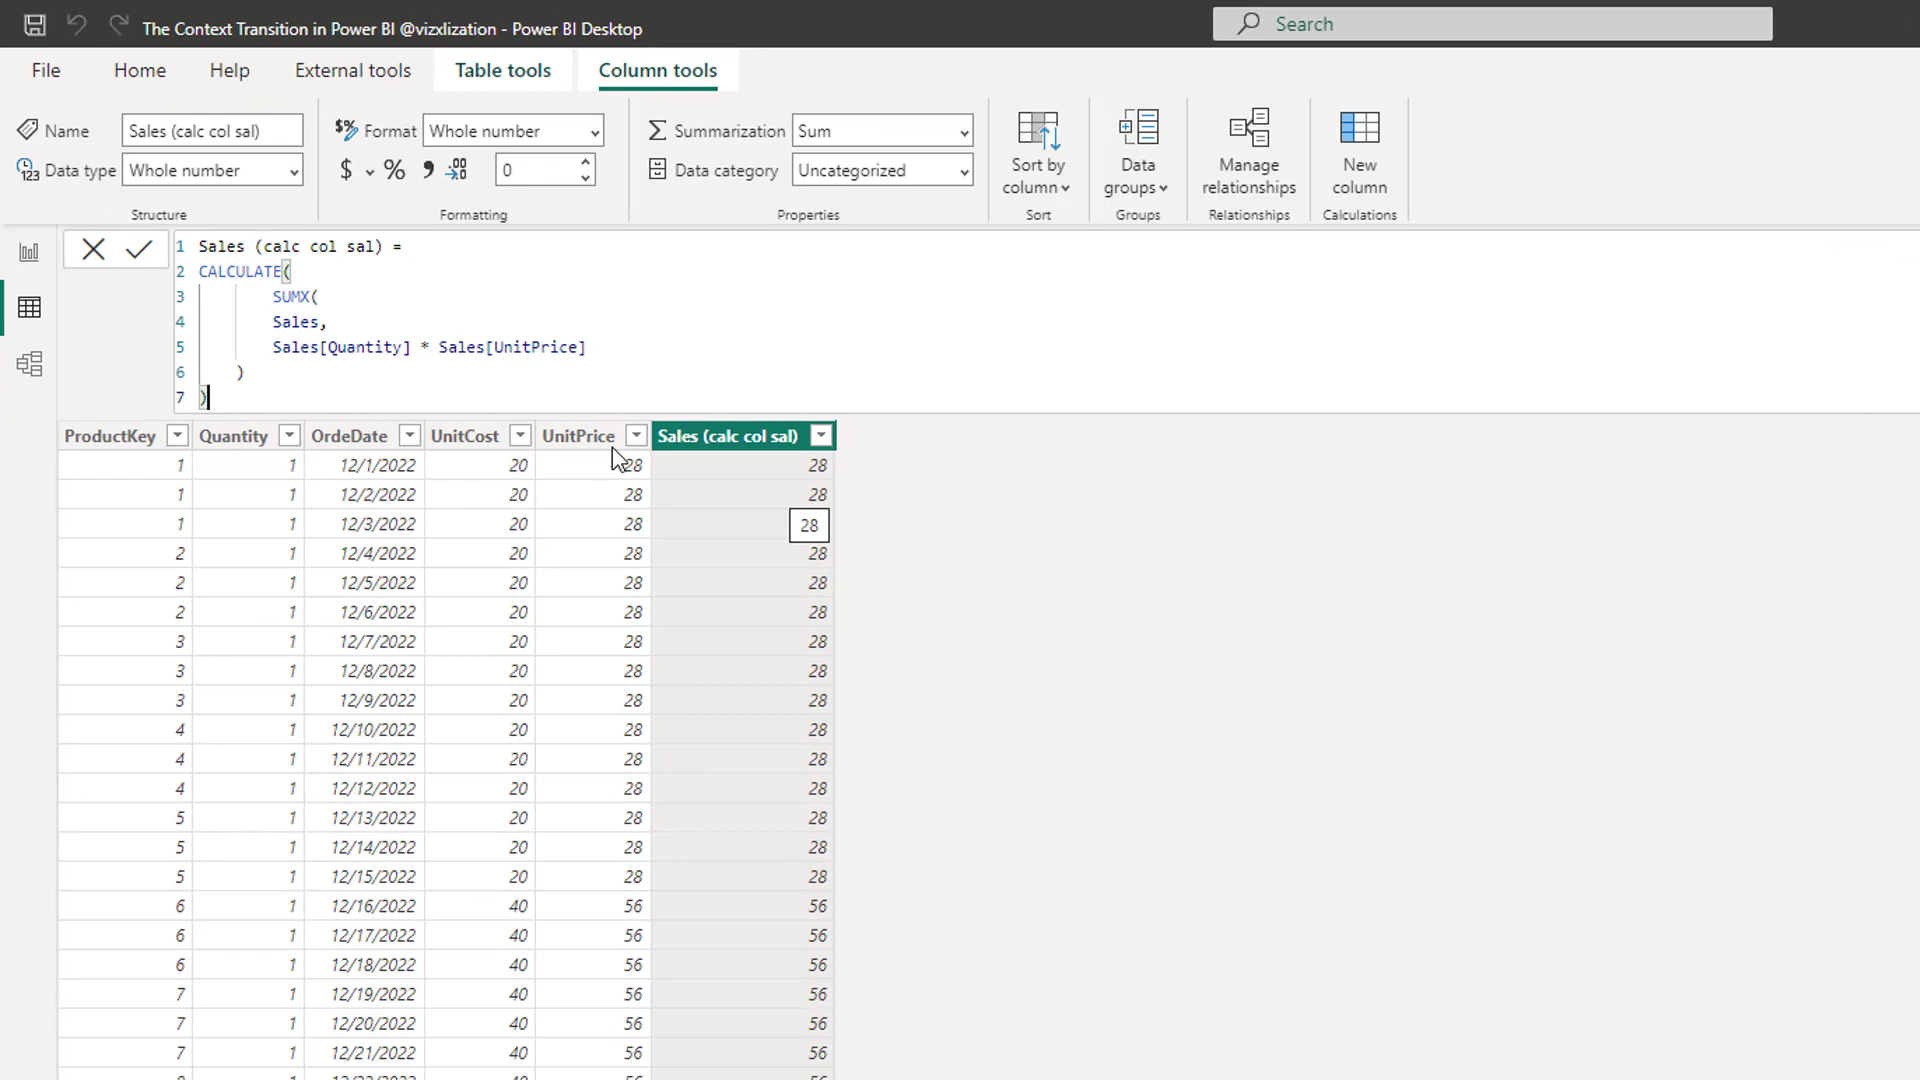 The Context Transition in Power BI @vizxlization - Power BI Desktop
Search
File Home Help External tools Table tools Column tools
Name Sales (calc col sal) Format Whole number Summarization Sum
Data type Whole number $ % 0 Data category Uncategorized
Sort by column
Data groups
Manage relationships
New column
Structure Formatting Properties Sort Groups Relationships Calculations
1 Sales (calc col sal) =
2 CALCULATE(
3 SUMX(
4 Sales,
5 Sales[Quantity] * Sales[UnitPrice]
6 )
7 )
ProductKey Quantity OrdeDate UnitCost UnitPrice Sales (calc col sal)
1 1 12/1/2022 20 28 28
1 1 12/2/2022 20 28 28
1 1 12/3/2022 20 28 28
2 1 12/4/2022 20 28 28
2 1 12/5/2022 20 28 28
2 1 12/6/2022 20 28 28
3 1 12/7/2022 20 28 28
3 1 12/8/2022 20 28 28
3 1 12/9/2022 20 28 28
4 1 12/10/2022 20 28 28
4 1 12/11/2022 20 28 28
4 1 12/12/2022 20 28 28
5 1 12/13/2022 20 28 28
5 1 12/14/2022 20 28 28
5 1 12/15/2022 20 28 28
6 1 12/16/2022 40 56 56
6 1 12/17/2022 40 56 56
6 1 12/18/2022 40 56 56
7 1 12/19/2022 40 56 56
7 1 12/20/2022 40 56 56
7 1 12/21/2022 40 56 56